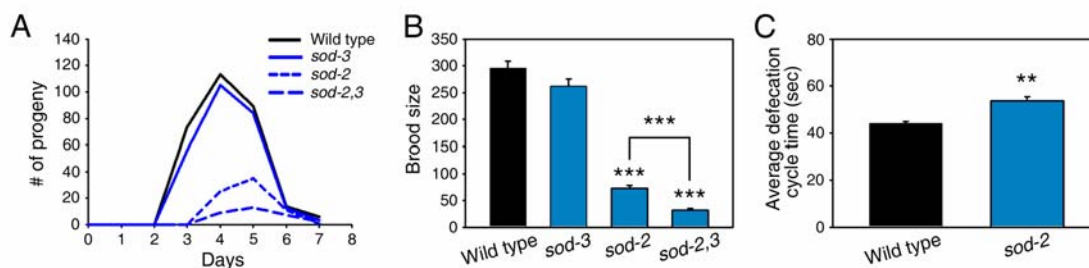 A
# of progeny
140
120
100
80
60
40
20
0
0 1 2 3 4 5 6 7 8
Days
Wild type
sod-3
sod-2
sod-2,3
B
Brood size
350
300
250
200
150
100
50
0
***
***
***
Wild type sod-3 sod-2 sod-2,3
C
Average defecation
cycle time (sec)
80
60
40
20
0
**
Wild type sod-2